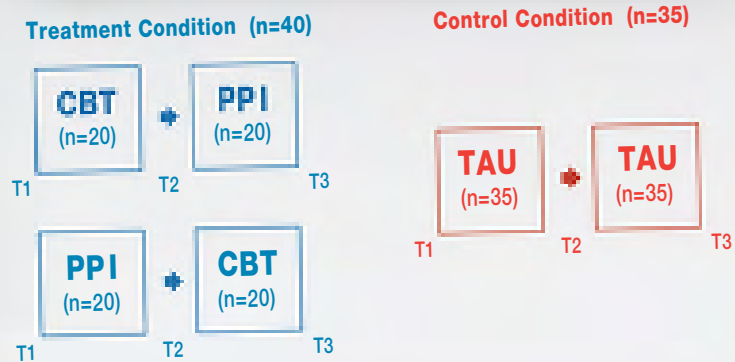 Treatment Condition (n=40)
CBT
(n=20)
PPI
(n=20)
T1
T2
T3
PPI
(n=20)
CBT
(n=20)
T1
T2
T3
Control Condition (n=35)
TAU
(n=35)
TAU
(n=35)
T1
T2
T3